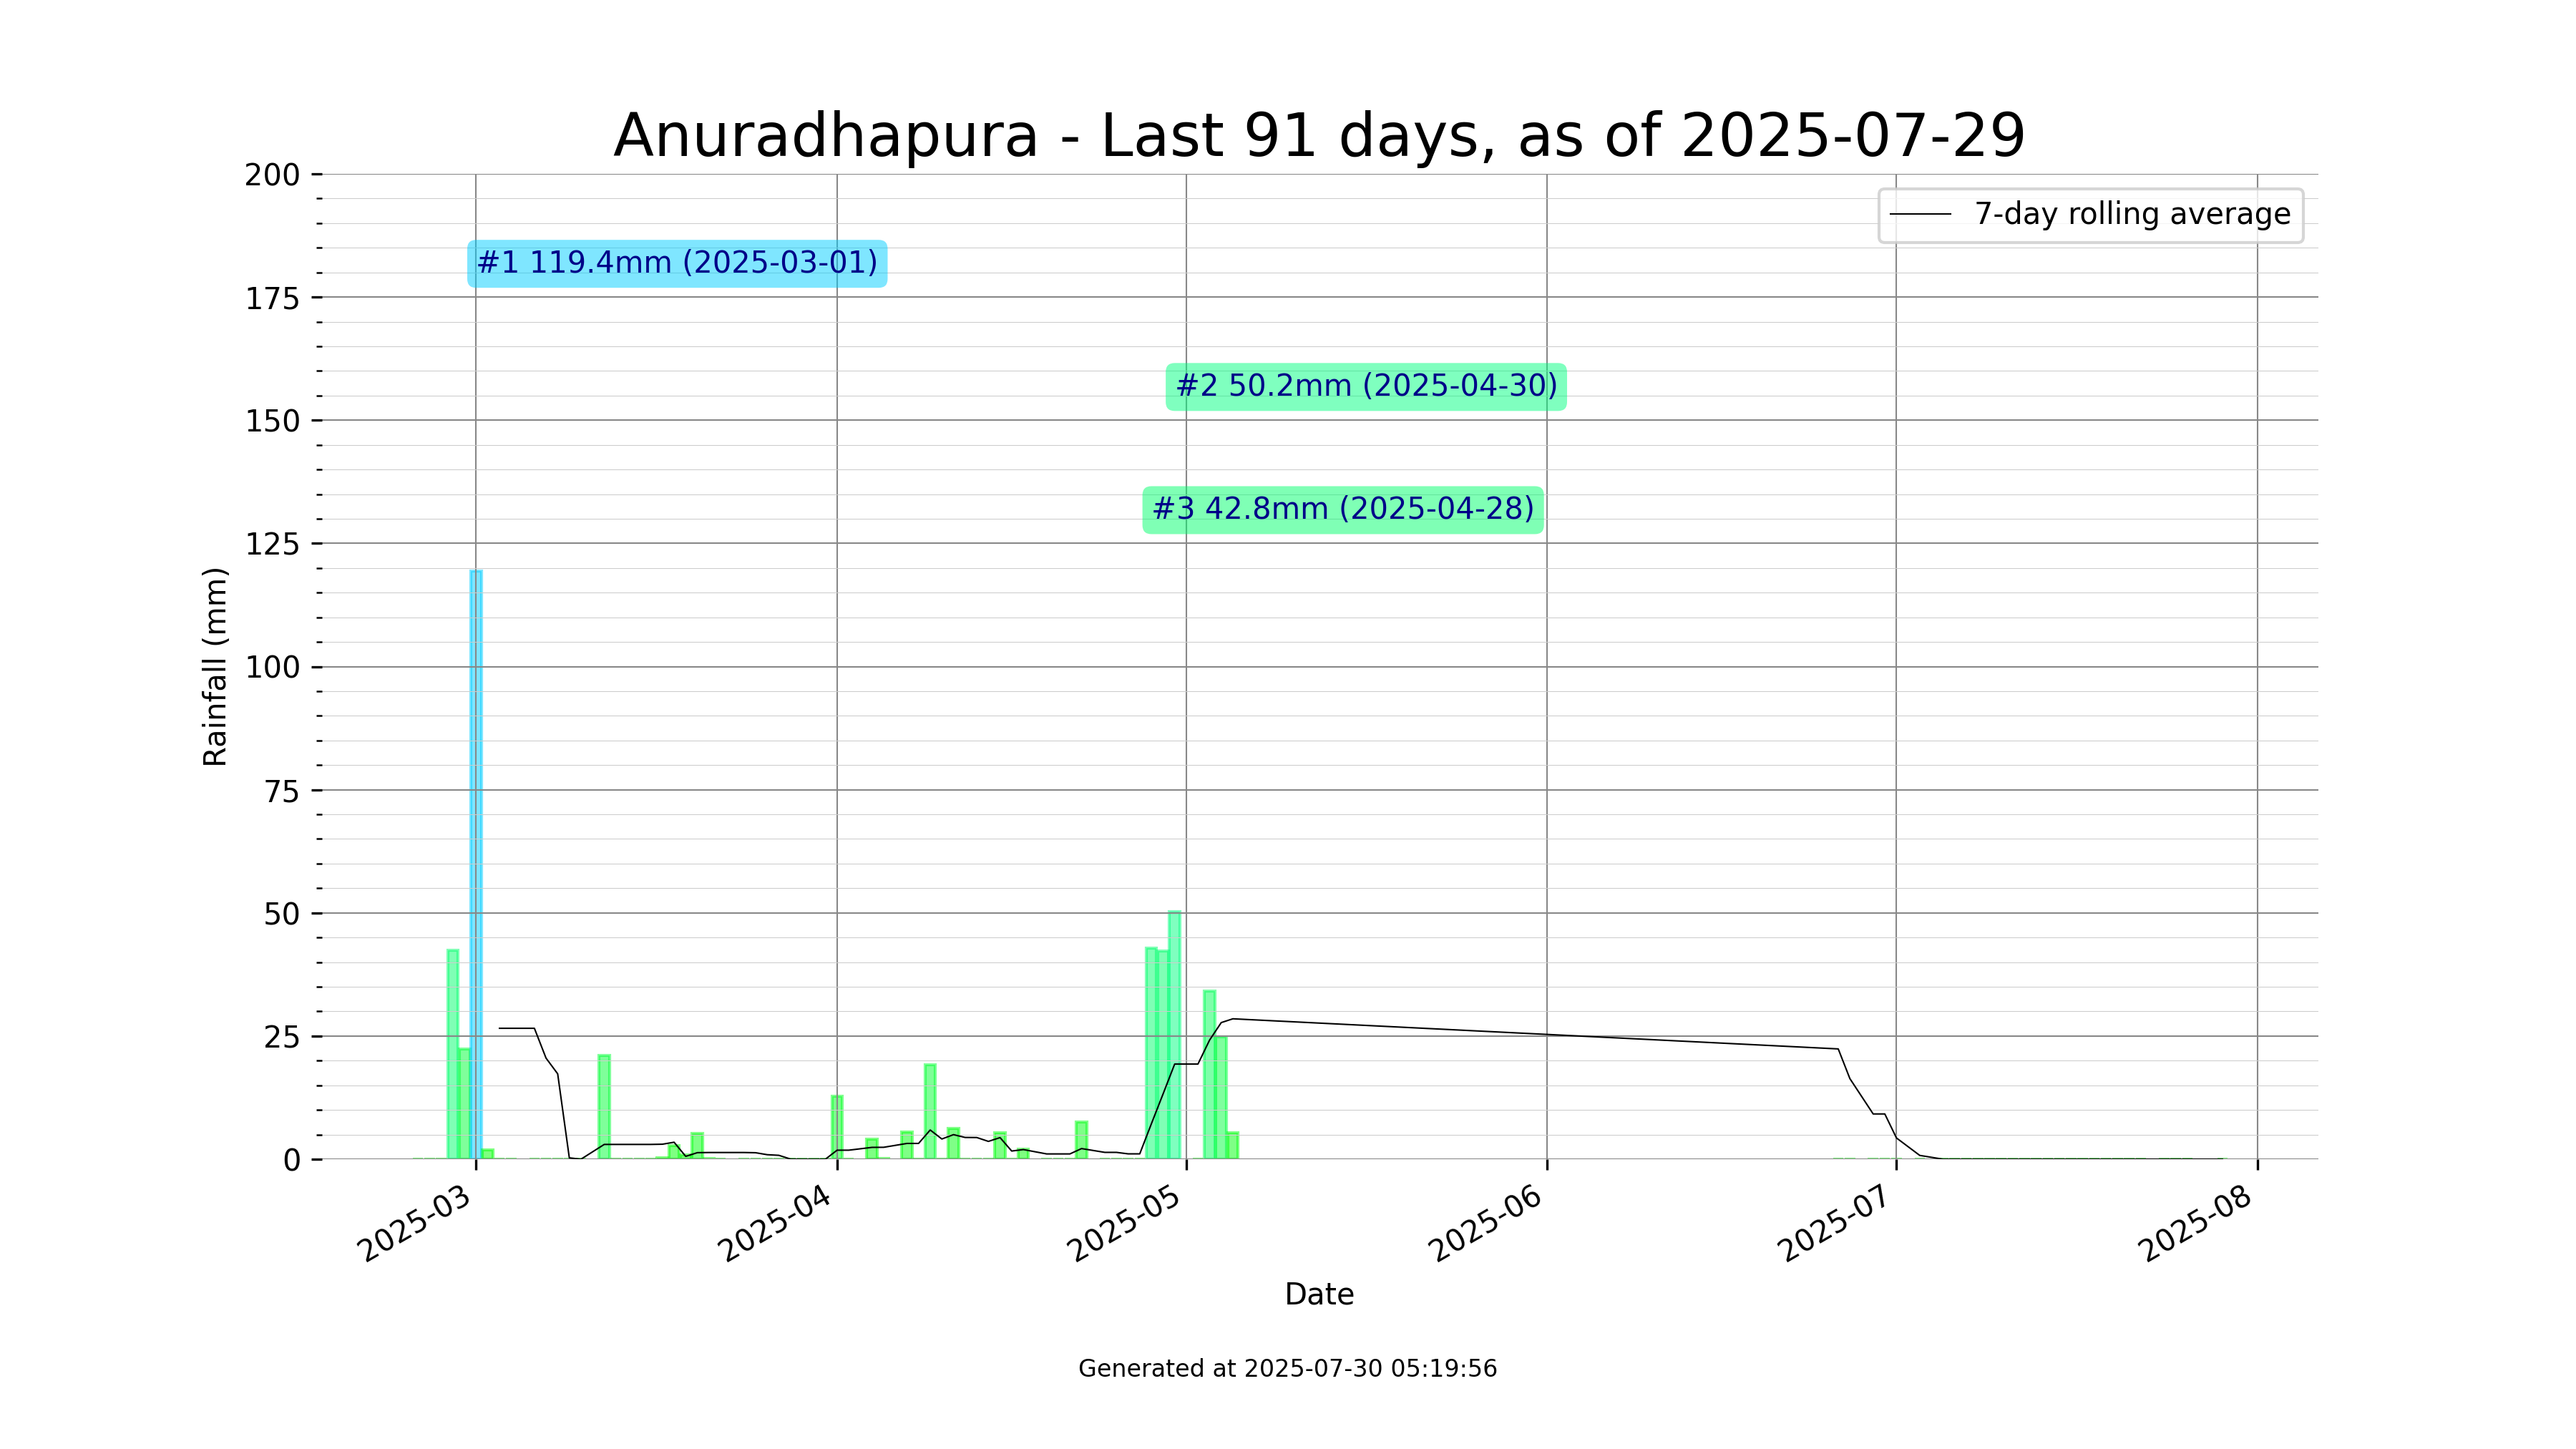 Anuradhapura - Last 91 days, as of 2025-07-29
200
175
150
125
100
75
50
25
0
Rainfall (mm)
7-day rolling average
#1 119.4mm (2025-03-01)
#2 50.2mm (2025-04-30)
#3 42.8mm (2025-04-28)
2025-03
2025-04
2025-05
2025-06
2025-07
2025-08
Date
Generated at 2025-07-30 05:19:56